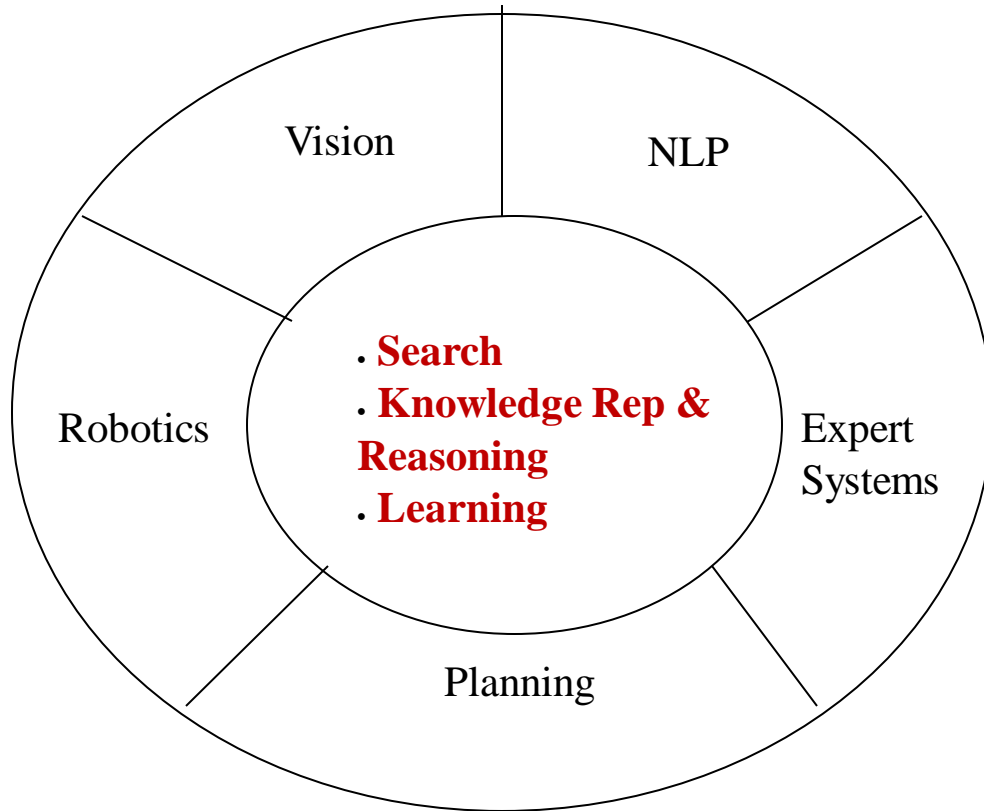 Vision
NLP
. Search
. Knowledge Rep &
Reasoning
. Learning
Robotics
Expert
Systems
Planning